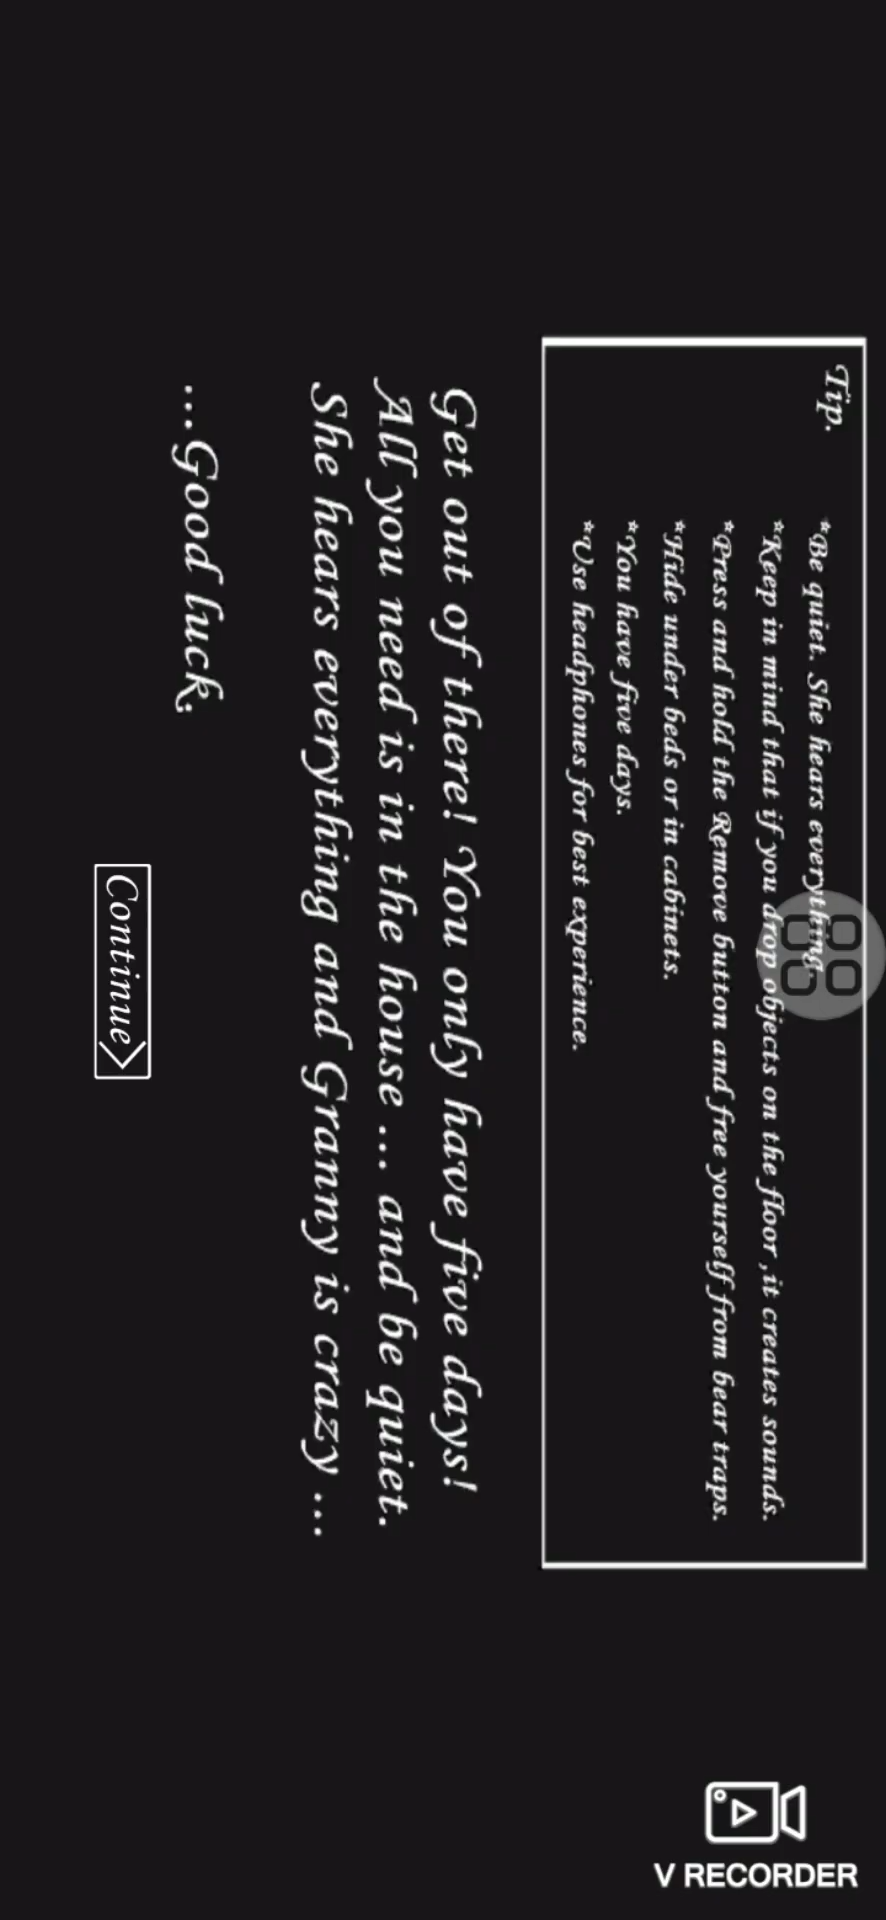 Tip.
*Be quiet. She hears everything.
*Keep in mind that if you drop objects on the floor ,it creates sounds.
*Press and hold the Remove button and free yourself from bear traps.
*Hide under beds or in cabinets.
*You have five days.
*Use headphones for best experience.
Get out of there! You only have five days!
All you need is in the house ... and be quiet.
She hears everything and Granny is crazy ...
...Good luck.
Continue>
V RECORDER